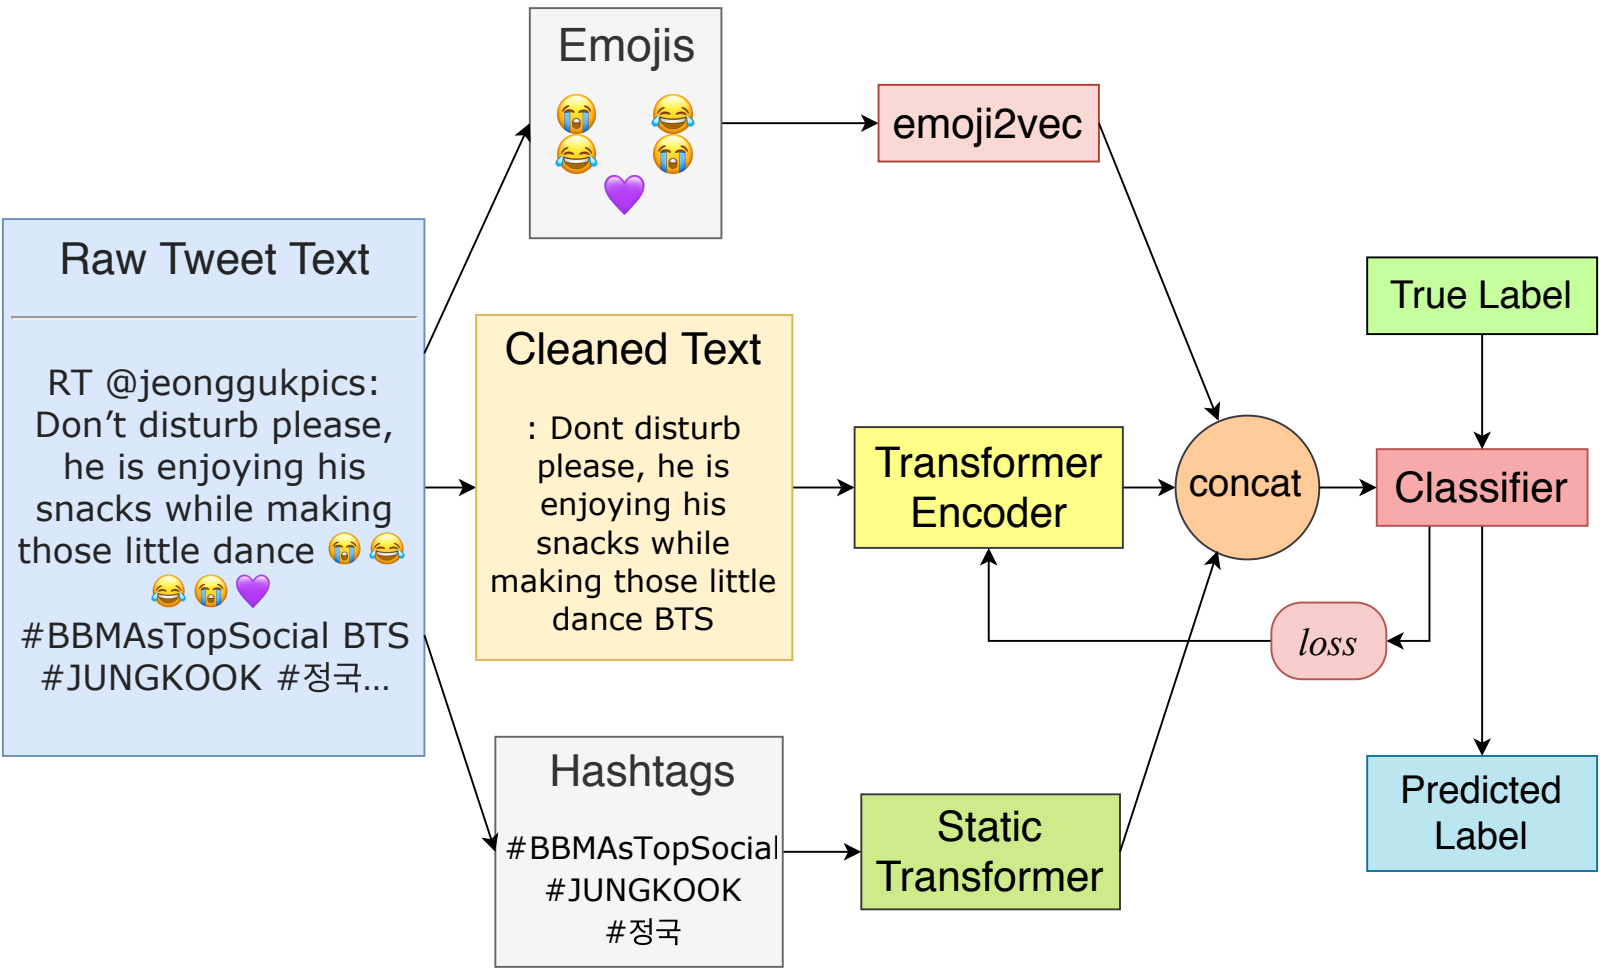 Raw Tweet Text
RT @jeonggukpics:
Don’t disturb please,
he is enjoying his
snacks while making
those little dance 😭😂
😂😭💜
#BBMAsTopSocial BTS
#JUNGKOOK #정국...
Emojis
😭 😂
😂 😭
💜
emoji2vec
Cleaned Text
: Dont disturb
please, he is
enjoying his
snacks while
making those little
dance BTS
Transformer
Encoder
Hashtags
#BBMAsTopSocial
#JUNGKOOK
#정국
Static
Transformer
concat
True Label
Classifier
loss
Predicted
Label